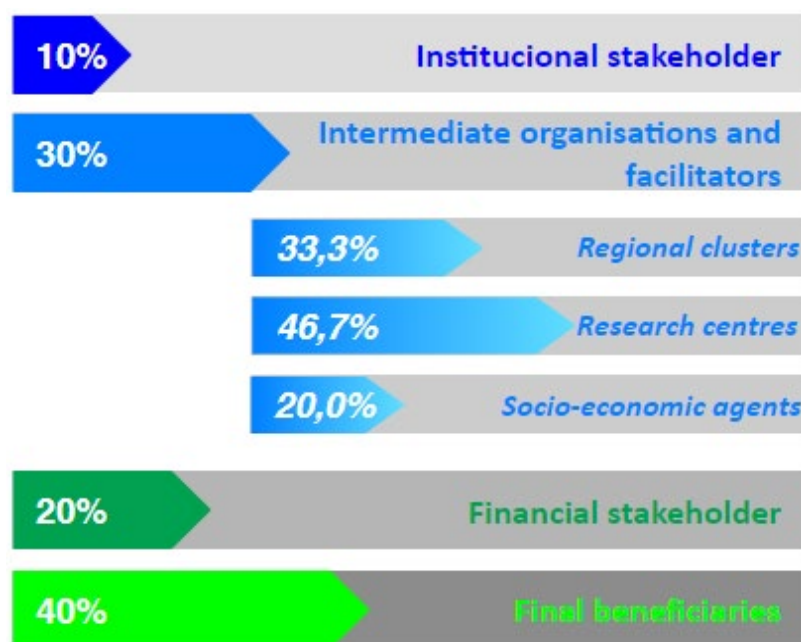 10% Institucional stakeholder
30% Intermediate organisations and
facilitators
33,3% Regional clusters
46,7% Research centres
20,0% Socio-economic agents
20% Financial stakeholder
40% Final beneficiaries